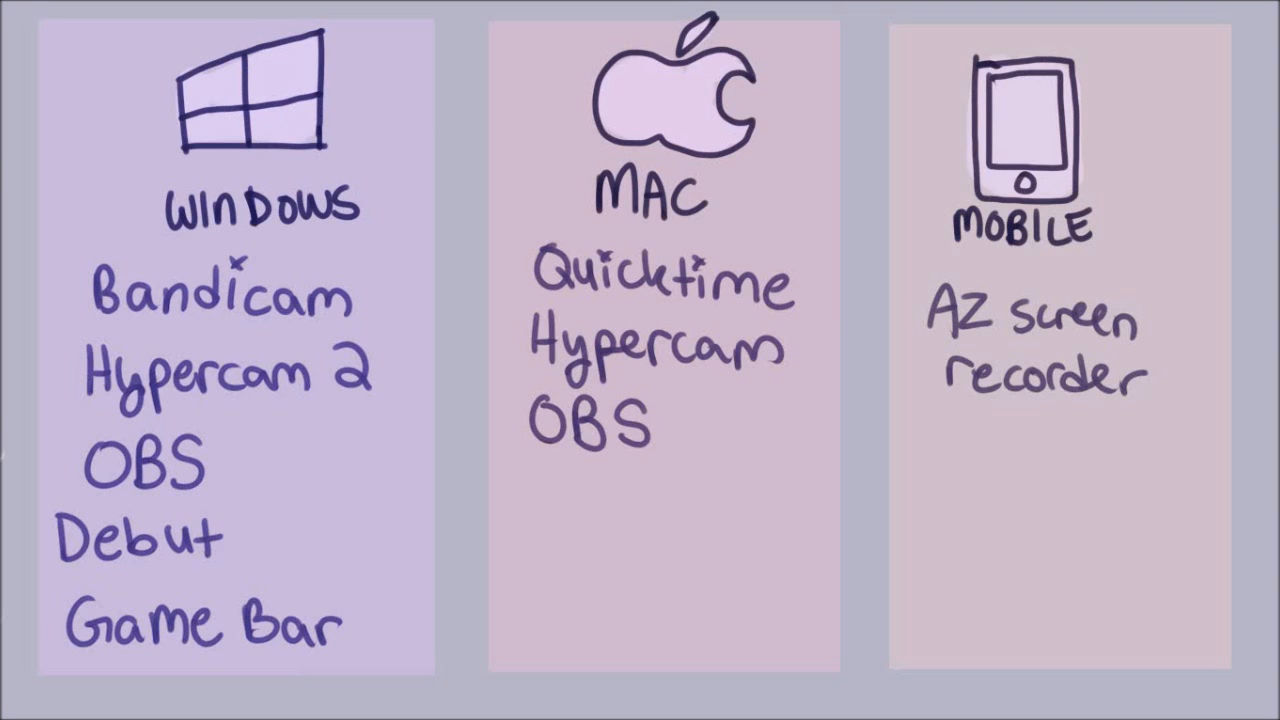 WINDOWS
Bandicam
Hypercam 2
OBS
Debut
Game Bar
MAC
Quicktime
Hypercam
OBS
MOBILE
AZ screen
recorder